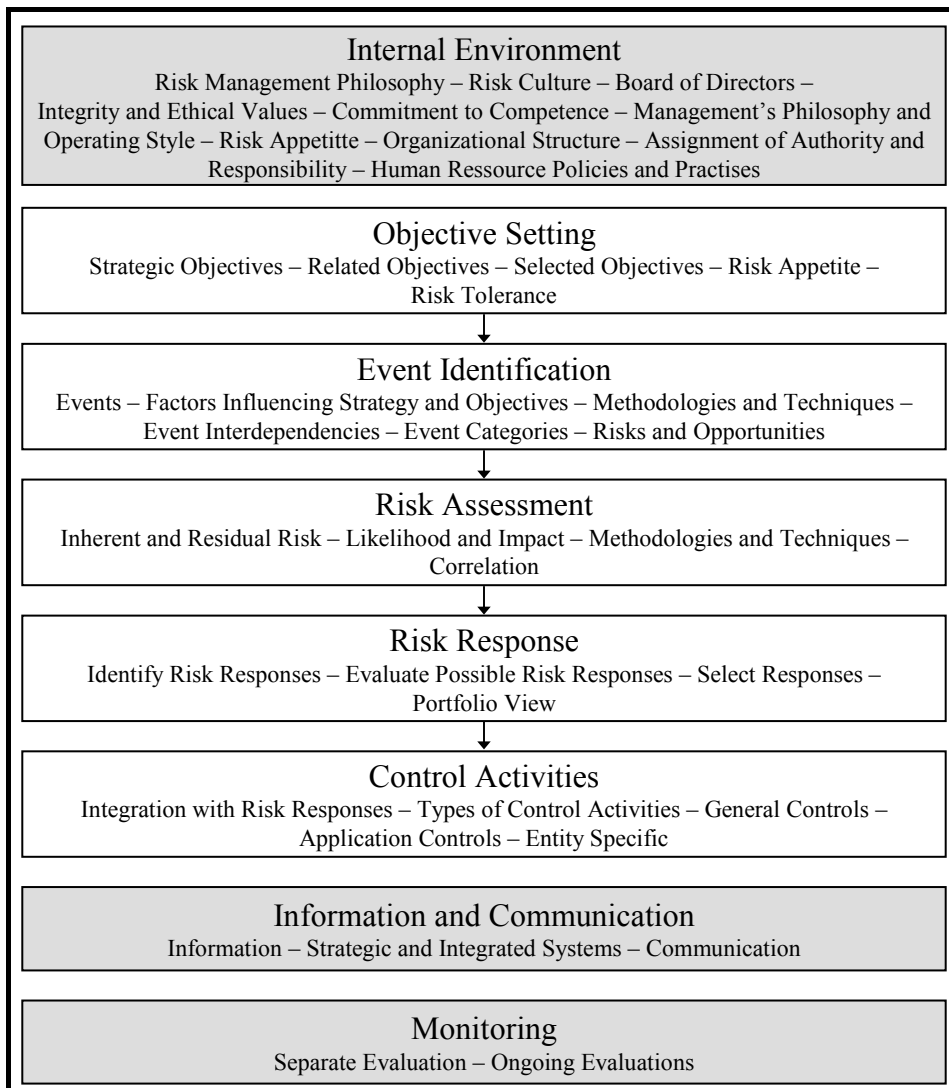 Internal Environment
Risk Management Philosophy – Risk Culture – Board of Directors –
Integrity and Ethical Values – Commitment to Competence – Management’s Philosophy and
Operating Style – Risk Appetitte – Organizational Structure – Assignment of Authority and
Responsibility – Human Ressource Policies and Practises
Objective Setting
Strategic Objectives – Related Objectives – Selected Objectives – Risk Appetite –
Risk Tolerance
Event Identification
Events – Factors Influencing Strategy and Objectives – Methodologies and Techniques –
Event Interdependencies – Event Categories – Risks and Opportunities
Risk Assessment
Inherent and Residual Risk – Likelihood and Impact – Methodologies and Techniques –
Correlation
Risk Response
Identify Risk Responses – Evaluate Possible Risk Responses – Select Responses –
Portfolio View
Control Activities
Integration with Risk Responses – Types of Control Activities – General Controls –
Application Controls – Entity Specific
Information and Communication
Information – Strategic and Integrated Systems – Communication
Monitoring
Separate Evaluation – Ongoing Evaluations